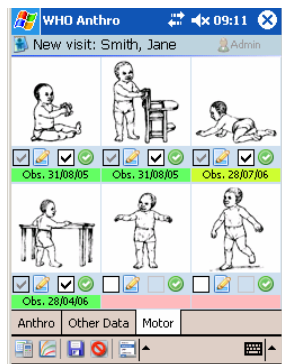 WHO Anthro 09:11
New visit: Smith, Jane Admin
Obs. 31/08/05 Obs. 31/08/05 Obs. 28/07/06
Obs. 28/04/06
Anthro Other Data Motor